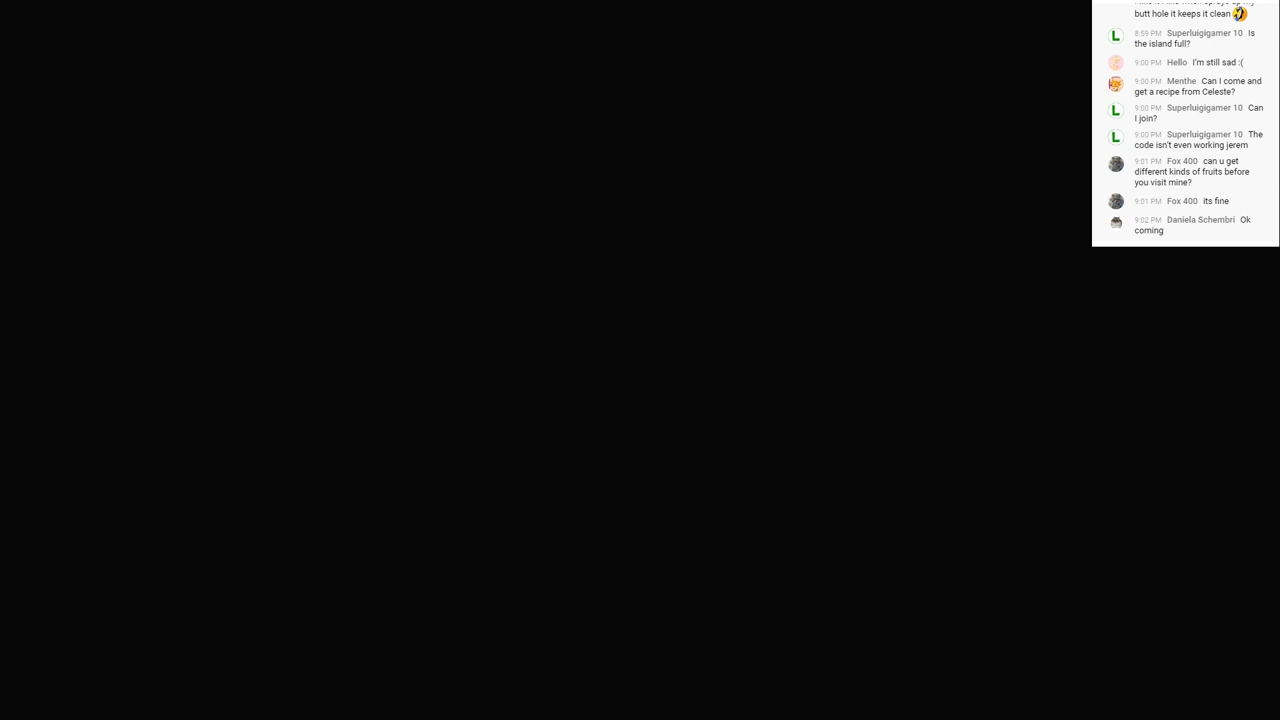 butt hole it keeps it clean 🤣
8:59 PM Superluigigamer 10 Is
the island full?
9:00 PM Hello I'm still sad :(
9:00 PM Menthe Can I come and
get a recipe from Celeste?
9:00 PM Superluigigamer 10 Can
I join?
9:00 PM Superluigigamer 10 The
code isn't even working jerem
9:01 PM Fox 400 can u get
different kinds of fruits before
you visit mine?
9:01 PM Fox 400 its fine
9:02 PM Daniela Schembri Ok
coming